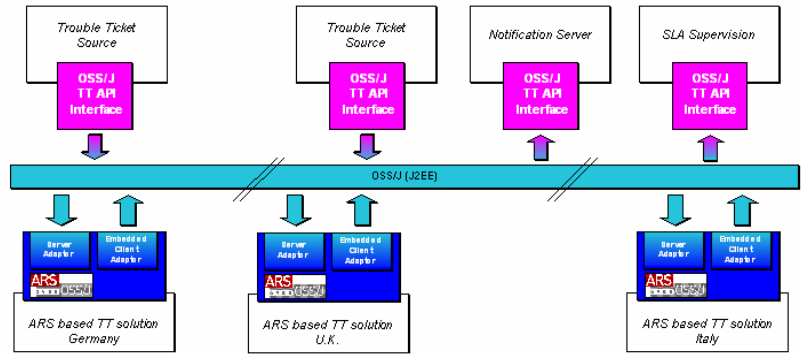 Trouble Ticket
Source
OSS/J
TT API
Interface
Trouble Ticket
Source
OSS/J
TT API
Interface
Notification Server
OSS/J
TT API
Interface
SLA Supervision
OSS/J
TT API
Interface
OSS/J (J2EE)
Server
Adaptor
Embedded
Client
Adaptor
ARS
OSS/J
ARS based TT solution
Germany
Server
Adaptor
Embedded
Client
Adaptor
ARS
OSS/J
ARS based TT solution
U.K.
Server
Adaptor
Embedded
Client
Adaptor
ARS
OSS/J
ARS based TT solution
Italy